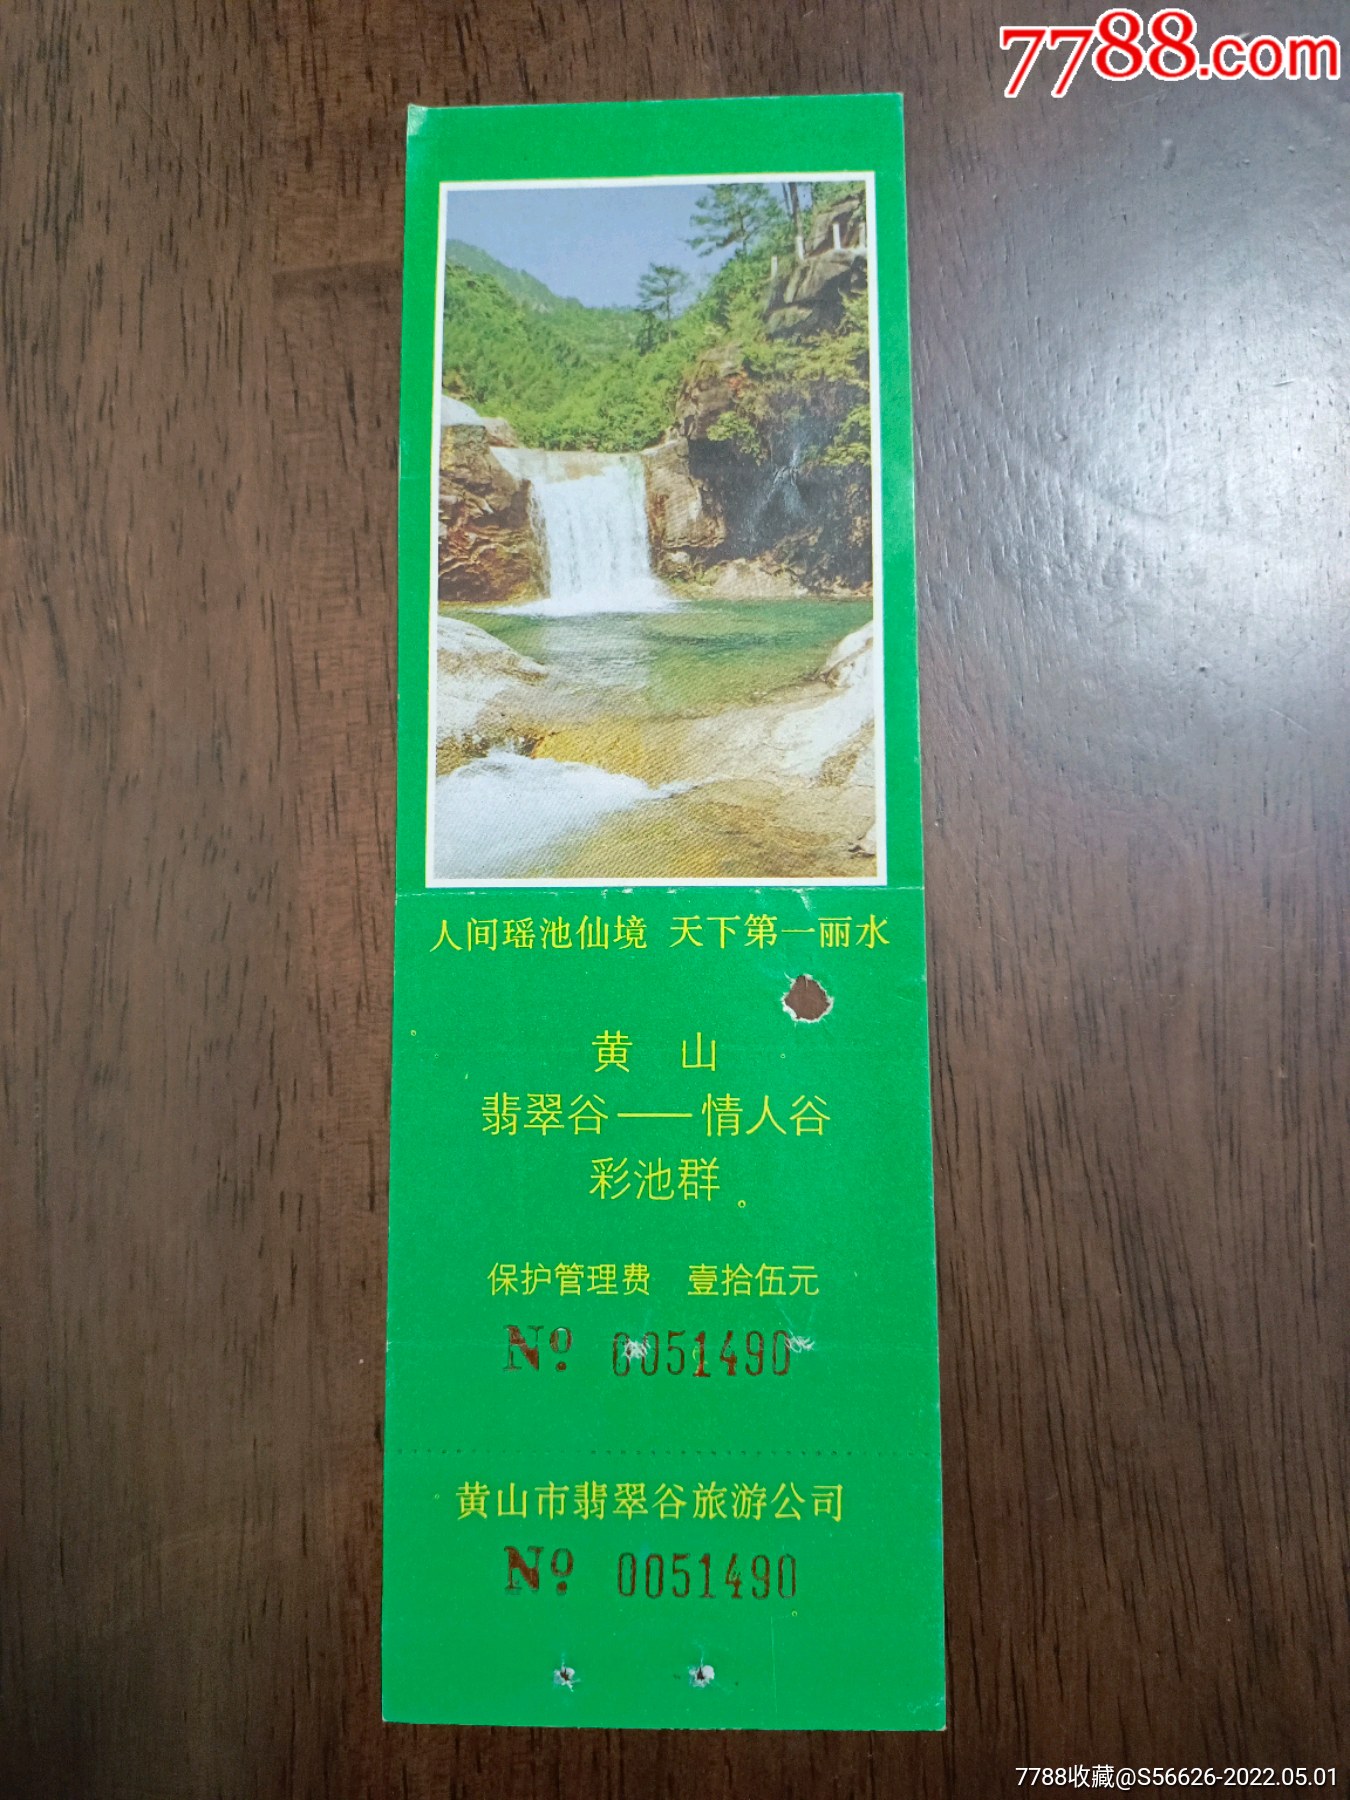 7788.com
人间瑶池仙境 天下第一丽水
黄 山
翡翠谷——情人谷
彩池群
保护管理费 壹拾伍元
Nº 0051490
黄山市翡翠谷旅游公司
Nº 0051490
7788收藏@S56626-2022.05.01